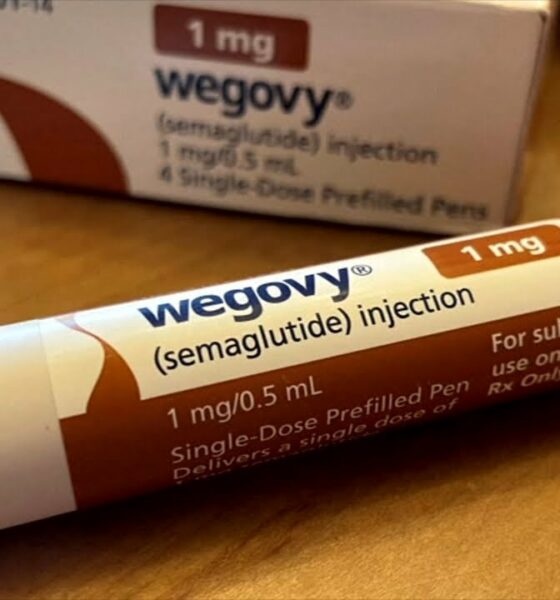 1 mg
wegovy®
(semaglutide) injection
1 mg/0.5 mL
4 Single-Dose Prefilled Pens
wegovy®
1 mg
(semaglutide) injection
1 mg/0.5 mL
Single-Dose Prefilled Pen
Delivers a single dose of
For su
use on
Rx Onl